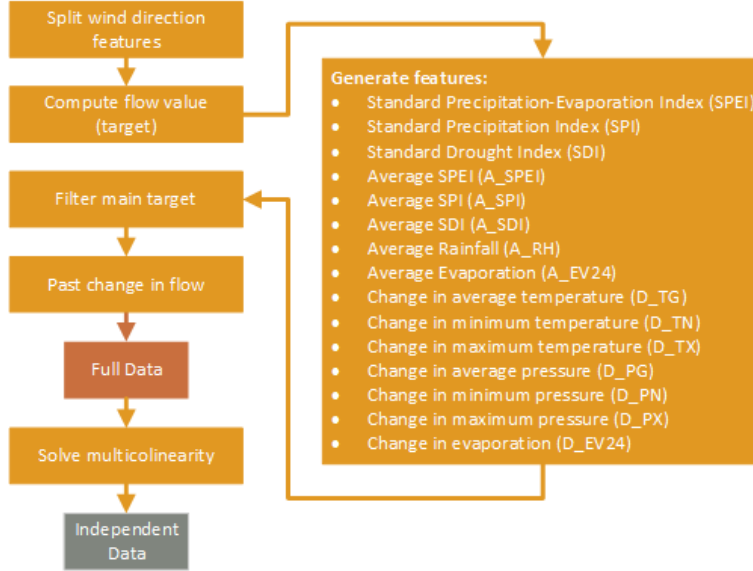 Split wind direction
features
Compute flow value
(target)
Generate features:
• Standard Precipitation-Evaporation Index (SPEI)
• Standard Precipitation Index (SPI)
• Standard Drought Index (SDI)
• Average SPEI (A_SPEI)
• Average SPI (A_SPI)
• Average SDI (A_SDI)
• Average Rainfall (A_RH)
• Average Evaporation (A_EV24)
• Change in average temperature (D_TG)
• Change in minimum temperature (D_TN)
• Change in maximum temperature (D_TX)
• Change in average pressure (D_PG)
• Change in minimum pressure (D_PN)
• Change in maximum pressure (D_PX)
• Change in evaporation (D_EV24)
Filter main target
Past change in flow
Full Data
Solve multicolinearity
Independent
Data